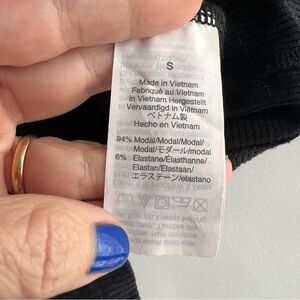 S
Made in Vietnam
Fabriqué au Vietnam
in Vietnam Hergestellt
Vervaardigd in Vietnam
ベトナム製
Hecho en Vietnam
94% Modal/Modal/Modal/
Modal/モダール/modal
6% Elastane/Élasthanne/
Elastan/Elastaan/
エラステーン/elastano